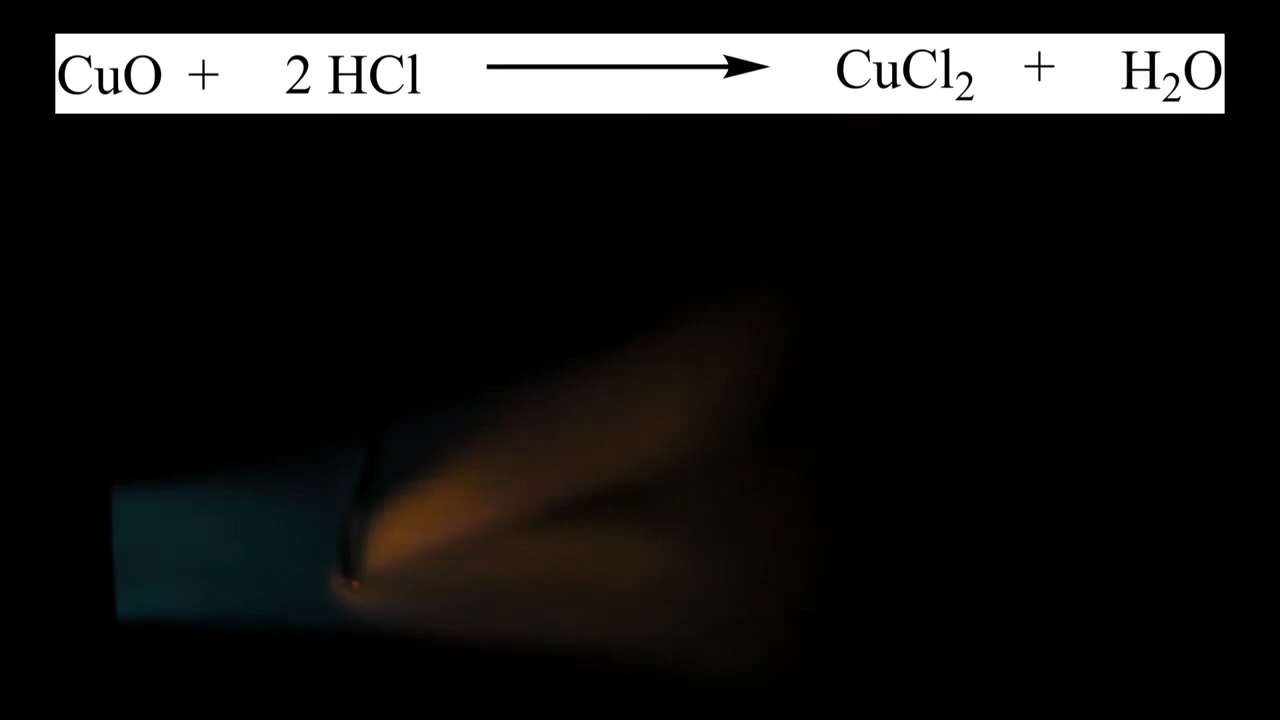 CuO + 2 HCl ⟶ CuCl₂ + H₂O